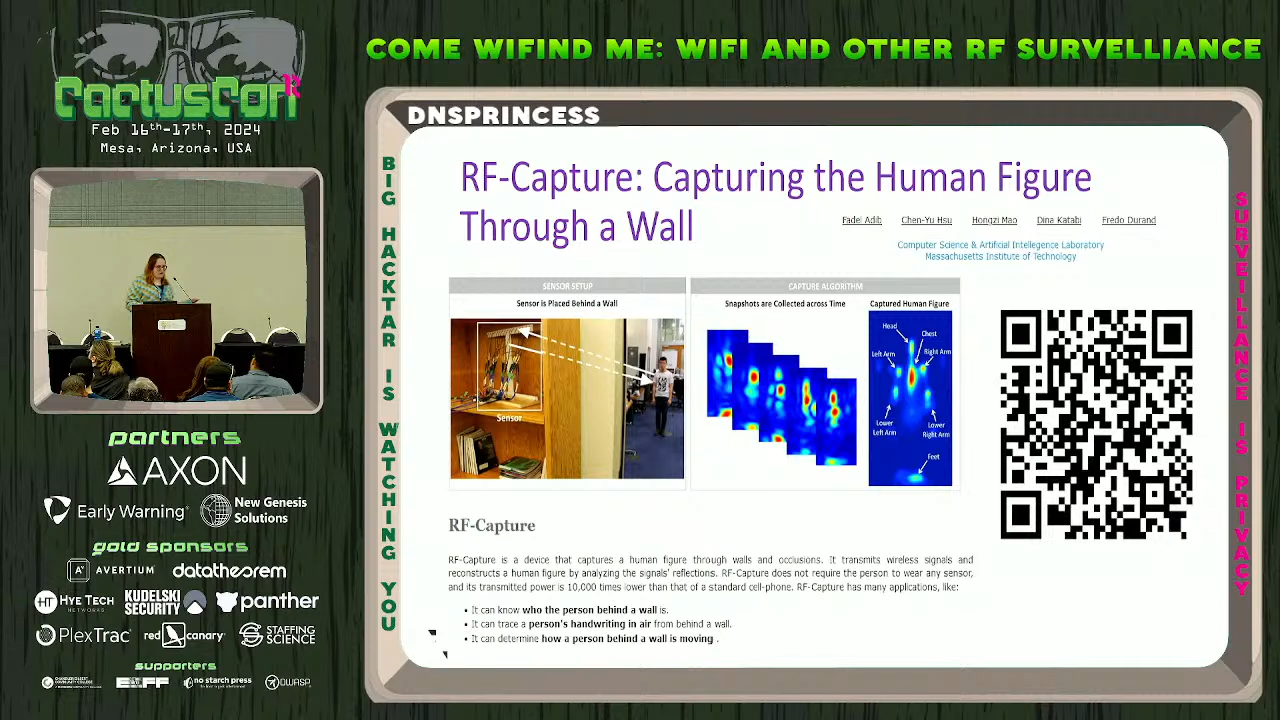 CactusCon
Feb 16th-17th, 2024
Mesa, Arizona, USA
COME WIFIND ME: WIFI AND OTHER RF SURVELLIANCE
DNSPRINCESS
BIG HACKTAR IS WATCHING YOU
RF-Capture: Capturing the Human Figure
Through a Wall
Fadel Adib Chen-Yu Hsu Hongzi Mao Dina Katabi Fredo Durand
Computer Science & Artificial Intellegence Laboratory
Massachusetts Institute of Technology
SENSOR SETUP
Sensor is Placed Behind a Wall
Sensor
CAPTURE ALGORITHM
Snapshots are Collected across Time
Captured Human Figure
Head
Chest
Left Arm
Right Arm
Lower
Left Arm
Lower
Right Arm
Feet
RF-Capture
RF-Capture is a device that captures a human figure through walls and occlusions. It transmits wireless signals and
reconstructs a human figure by analyzing the signals' reflections. RF-Capture does not require the person to wear any sensor,
and its transmitted power is 10,000 times lower than that of a standard cell-phone. RF-Capture has many applications, like:
• It can know who the person behind a wall is.
• It can trace a person's handwriting in air from behind a wall.
• It can determine how a person behind a wall is moving .
SURVEILLANCE IS PRIVACY
partners
AXON
Early Warning
New Genesis
Solutions
gold sponsors
AVERTIUM
datatheorem
HYE TECH
NETWORKS
KUDELSKI
SECURITY
panther
PlexTrac
red canary
STAFFING
SCIENCE
supporters
EFF
no starch press
OWASP